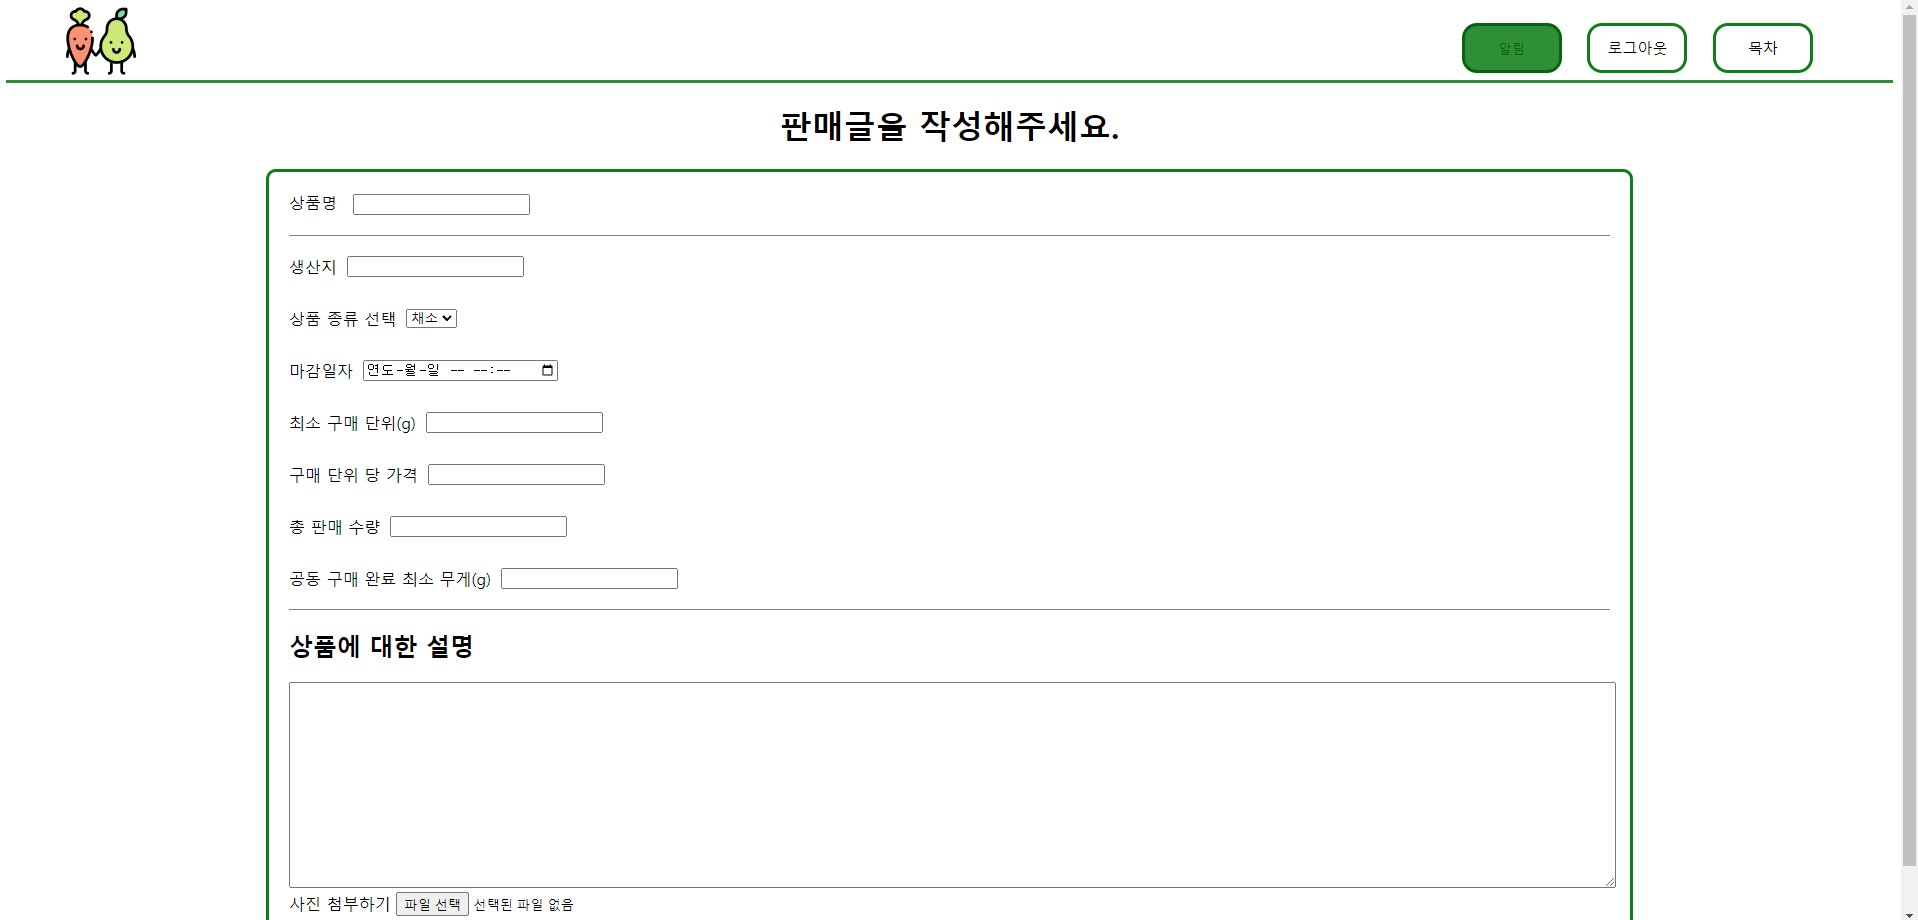 알림 로그아웃 목차
판매글을 작성해주세요.
상품명
생산지
상품 종류 선택 채소
마감일자 연도-월-일 -- --:--
최소 구매 단위(g)
구매 단위 당 가격
총 판매 수량
공동 구매 완료 최소 무게(g)
상품에 대한 설명
사진 첨부하기 파일 선택 선택된 파일 없음